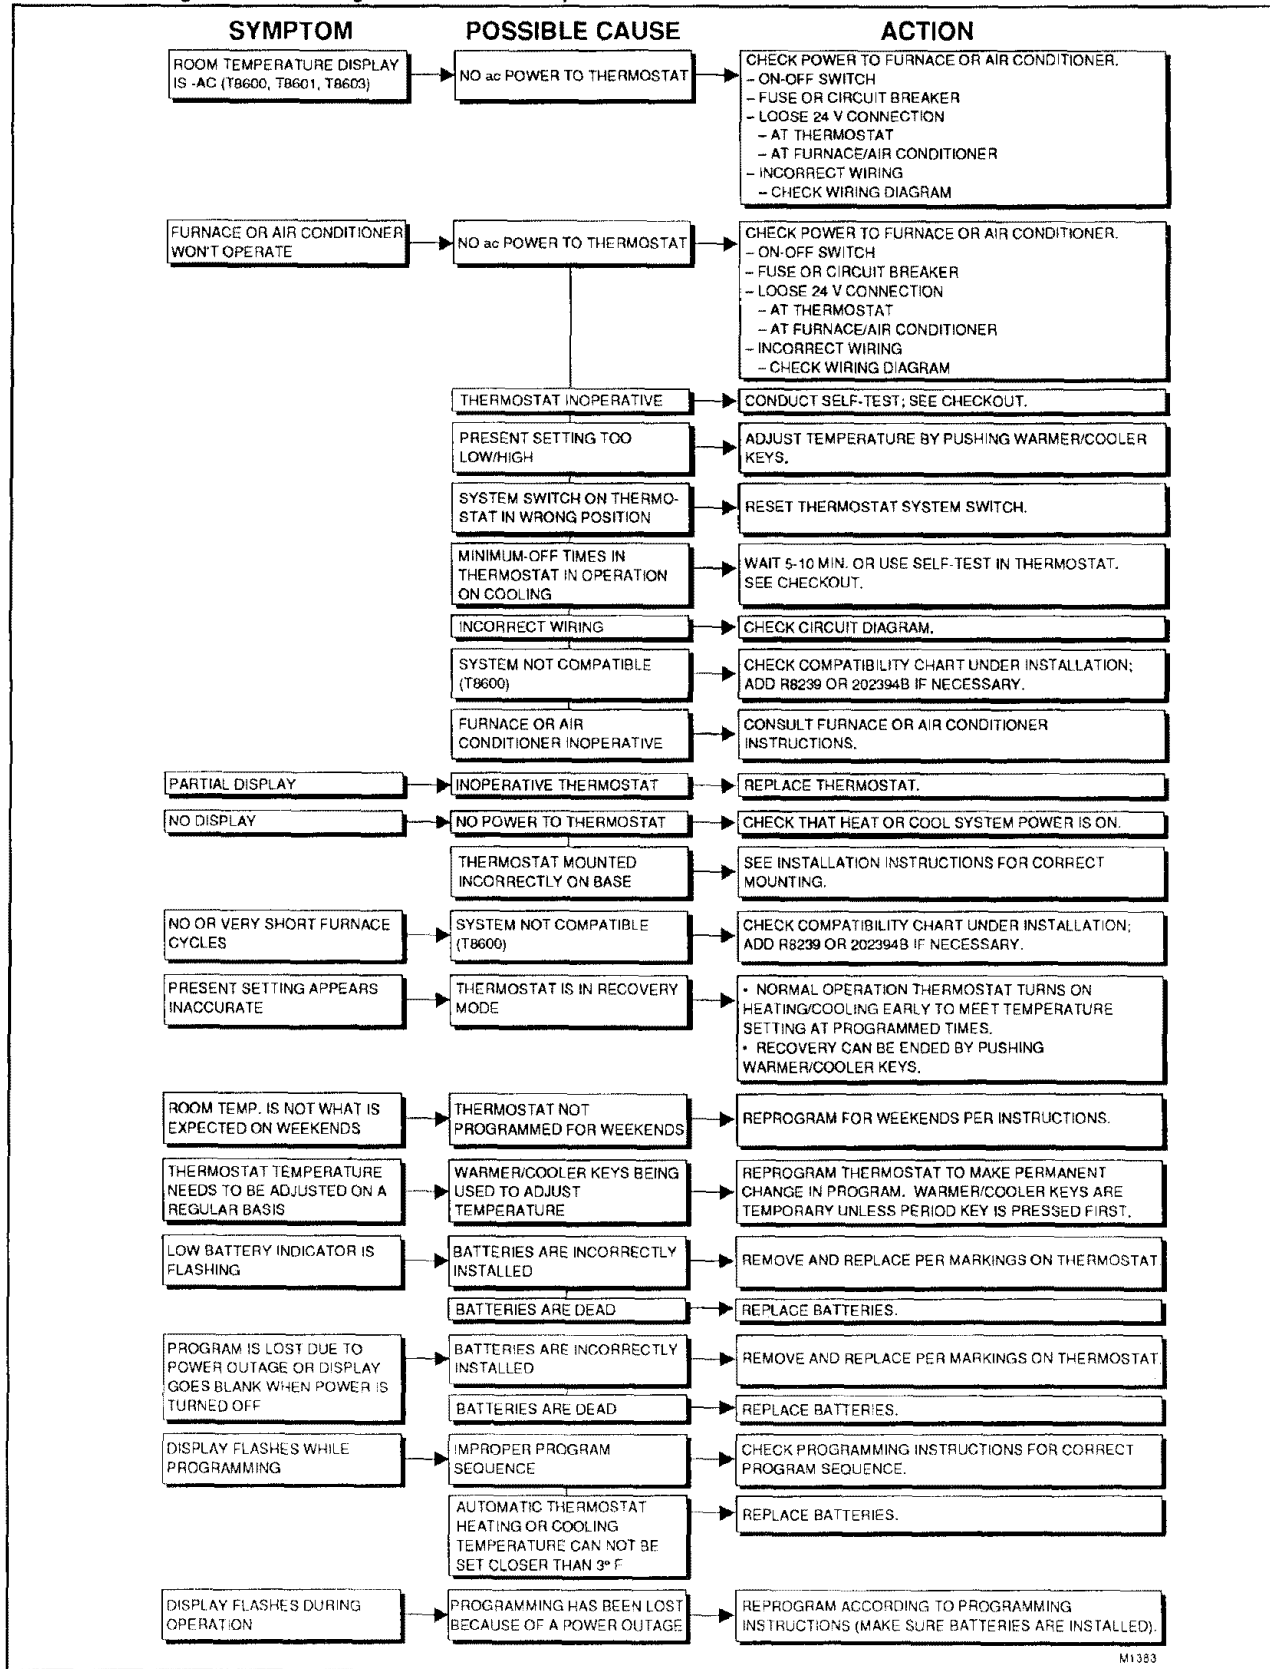 SYMPTOM
POSSIBLE CAUSE
ACTION
ROOM TEMPERATURE DISPLAY
IS -AC (T8600, T8601, T8603)
NO ac POWER TO THERMOSTAT
CHECK POWER TO FURNACE OR AIR CONDITIONER.
– ON-OFF SWITCH
– FUSE OR CIRCUIT BREAKER
– LOOSE 24 V CONNECTION
– AT THERMOSTAT
– AT FURNACE/AIR CONDITIONER
– INCORRECT WIRING
– CHECK WIRING DIAGRAM
FURNACE OR AIR CONDITIONER
WON'T OPERATE
NO ac POWER TO THERMOSTAT
CHECK POWER TO FURNACE OR AIR CONDITIONER.
– ON-OFF SWITCH
– FUSE OR CIRCUIT BREAKER
– LOOSE 24 V CONNECTION
– AT THERMOSTAT
– AT FURNACE/AIR CONDITIONER
– INCORRECT WIRING
– CHECK WIRING DIAGRAM
THERMOSTAT INOPERATIVE
CONDUCT SELF-TEST; SEE CHECKOUT.
PRESENT SETTING TOO
LOW/HIGH
ADJUST TEMPERATURE BY PUSHING WARMER/COOLER
KEYS.
SYSTEM SWITCH ON THERMO-
STAT IN WRONG POSITION
RESET THERMOSTAT SYSTEM SWITCH.
MINIMUM-OFF TIMES IN
THERMOSTAT IN OPERATION
ON COOLING
WAIT 5-10 MIN. OR USE SELF-TEST IN THERMOSTAT.
SEE CHECKOUT.
INCORRECT WIRING
CHECK CIRCUIT DIAGRAM.
SYSTEM NOT COMPATIBLE
(T8600)
CHECK COMPATIBILITY CHART UNDER INSTALLATION;
ADD R8239 OR 202394B IF NECESSARY.
FURNACE OR AIR
CONDITIONER INOPERATIVE
CONSULT FURNACE OR AIR CONDITIONER
INSTRUCTIONS.
PARTIAL DISPLAY
INOPERATIVE THERMOSTAT
REPLACE THERMOSTAT.
NO DISPLAY
NO POWER TO THERMOSTAT
CHECK THAT HEAT OR COOL SYSTEM POWER IS ON.
THERMOSTAT MOUNTED
INCORRECTLY ON BASE
SEE INSTALLATION INSTRUCTIONS FOR CORRECT
MOUNTING.
NO OR VERY SHORT FURNACE
CYCLES
SYSTEM NOT COMPATIBLE
(T8600)
CHECK COMPATIBILITY CHART UNDER INSTALLATION;
ADD R8239 OR 202394B IF NECESSARY.
PRESENT SETTING APPEARS
INACCURATE
THERMOSTAT IS IN RECOVERY
MODE
• NORMAL OPERATION THERMOSTAT TURNS ON
HEATING/COOLING EARLY TO MEET TEMPERATURE
SETTING AT PROGRAMMED TIMES.
• RECOVERY CAN BE ENDED BY PUSHING
WARMER/COOLER KEYS.
ROOM TEMP. IS NOT WHAT IS
EXPECTED ON WEEKENDS
THERMOSTAT NOT
PROGRAMMED FOR WEEKENDS
REPROGRAM FOR WEEKENDS PER INSTRUCTIONS.
THERMOSTAT TEMPERATURE
NEEDS TO BE ADJUSTED ON A
REGULAR BASIS
WARMER/COOLER KEYS BEING
USED TO ADJUST
TEMPERATURE
REPROGRAM THERMOSTAT TO MAKE PERMANENT
CHANGE IN PROGRAM. WARMER/COOLER KEYS ARE
TEMPORARY UNLESS PERIOD KEY IS PRESSED FIRST.
LOW BATTERY INDICATOR IS
FLASHING
BATTERIES ARE INCORRECTLY
INSTALLED
REMOVE AND REPLACE PER MARKINGS ON THERMOSTAT.
BATTERIES ARE DEAD
REPLACE BATTERIES.
PROGRAM IS LOST DUE TO
POWER OUTAGE OR DISPLAY
GOES BLANK WHEN POWER IS
TURNED OFF
BATTERIES ARE INCORRECTLY
INSTALLED
REMOVE AND REPLACE PER MARKINGS ON THERMOSTAT.
BATTERIES ARE DEAD
REPLACE BATTERIES.
DISPLAY FLASHES WHILE
PROGRAMMING
IMPROPER PROGRAM
SEQUENCE
CHECK PROGRAMMING INSTRUCTIONS FOR CORRECT
PROGRAM SEQUENCE.
AUTOMATIC THERMOSTAT
HEATING OR COOLING
TEMPERATURE CAN NOT BE
SET CLOSER THAN 3° F
REPLACE BATTERIES.
DISPLAY FLASHES DURING
OPERATION
PROGRAMMING HAS BEEN LOST
BECAUSE OF A POWER OUTAGE
REPROGRAM ACCORDING TO PROGRAMMING
INSTRUCTIONS (MAKE SURE BATTERIES ARE INSTALLED).
M1383